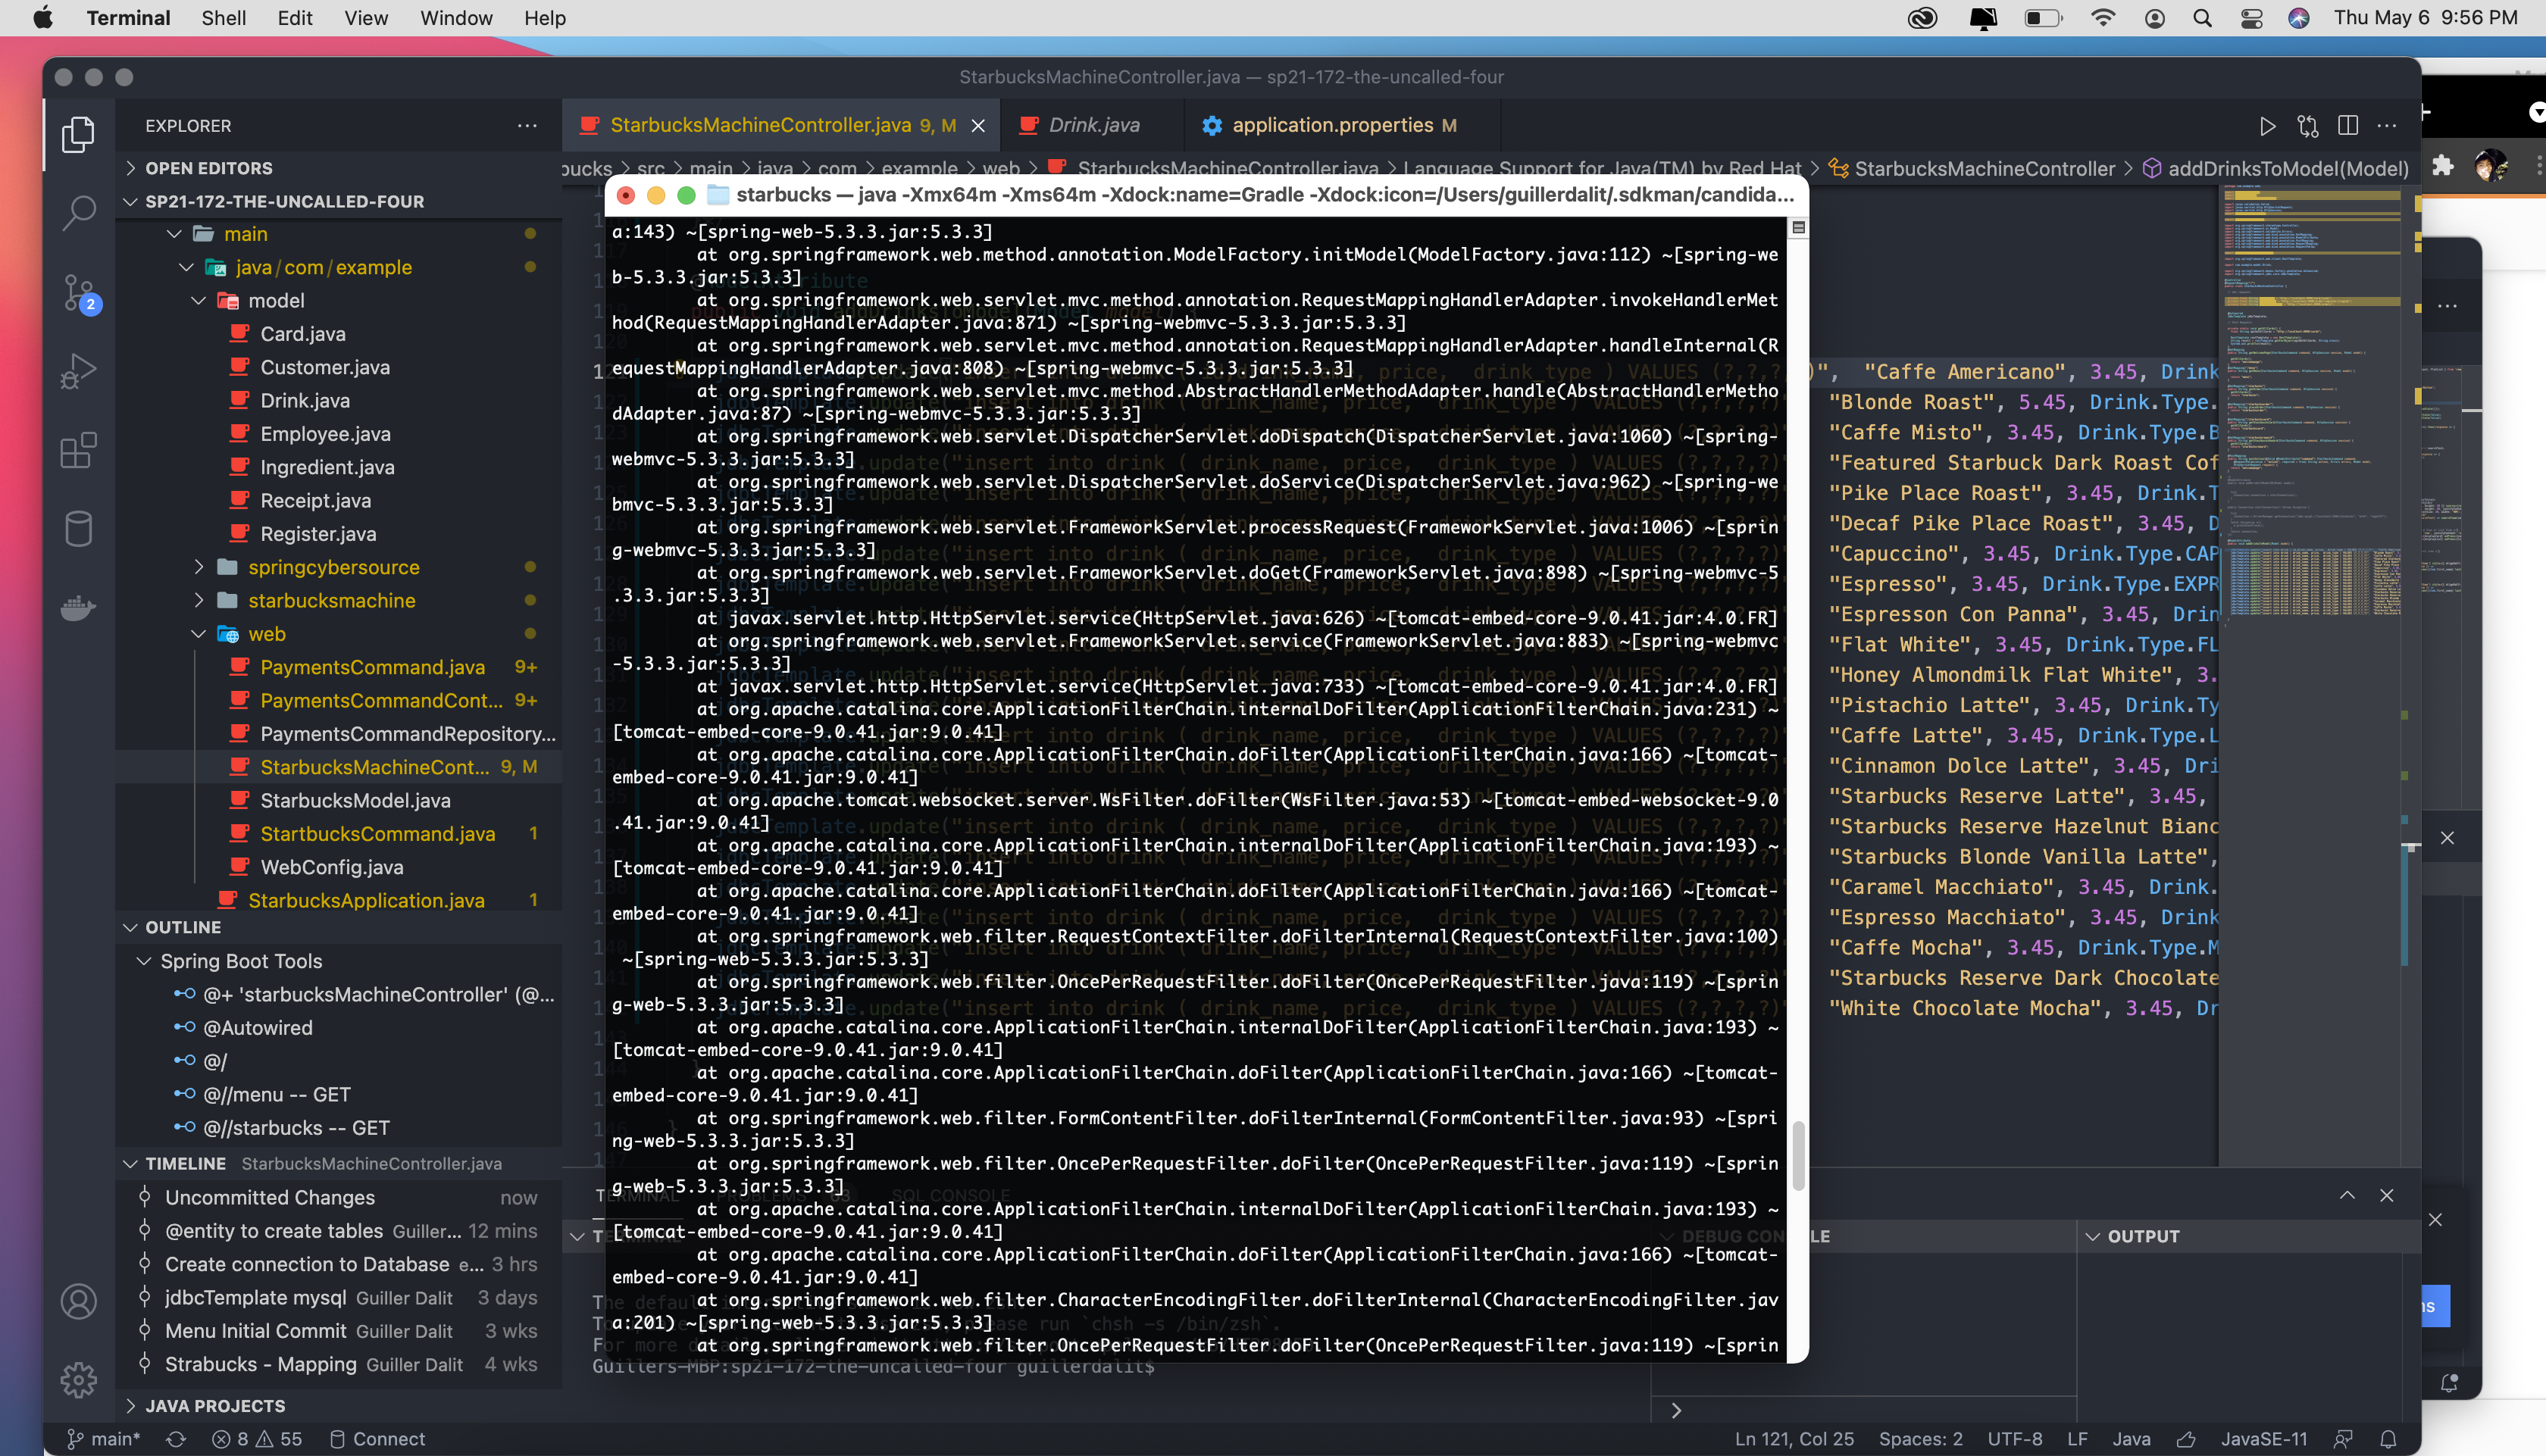 Terminal Shell Edit View Window Help Thu May 6 9:56 PM
StarbucksMachineController.java — sp21-172-the-uncalled-four
EXPLORER
StarbucksMachineController.java 9, M
Drink.java
application.properties M
src > main > java > com > example > web > StarbucksMachineController.java > Language Support for Java(TM) by Red Hat > StarbucksMachineController > addDrinksToModel(Model)
OPEN EDITORS
SP21-172-THE-UNCALLED-FOUR
main
java/com/example
model
Card.java
Customer.java
Drink.java
Employee.java
Ingredient.java
Receipt.java
Register.java
springcybersource
starbucksmachine
web
PaymentsCommand.java 9+
PaymentsCommandCont... 9+
PaymentsCommandRepository...
StarbucksMachineCont... 9, M
StarbucksModel.java
StartbucksCommand.java 1
WebConfig.java
StarbucksApplication.java 1
OUTLINE
Spring Boot Tools
@+ 'starbucksMachineController' (@...
@Autowired
@/
@//menu -- GET
@//starbucks -- GET
TIMELINE StarbucksMachineController.java
Uncommitted Changes now
@entity to create tables Guiller... 12 mins
Create connection to Database e... 3 hrs
jdbcTemplate mysql Guiller Dalit 3 days
Menu Initial Commit Guiller Dalit 3 wks
Strabucks - Mapping Guiller Dalit 4 wks
JAVA PROJECTS
starbucks — java -Xmx64m -Xms64m -Xdock:name=Gradle -Xdock:icon=/Users/guillerdalit/.sdkman/candida...
a:143) ~[spring-web-5.3.3.jar:5.3.3]
at org.springframework.web.method.annotation.ModelFactory.initModel(ModelFactory.java:112) ~[spring-we
b-5.3.3.jar:5.3.3]
at org.springframework.web.servlet.mvc.method.annotation.RequestMappingHandlerAdapter.invokeHandlerMet
hod(RequestMappingHandlerAdapter.java:871) ~[spring-webmvc-5.3.3.jar:5.3.3]
at org.springframework.web.servlet.mvc.method.annotation.RequestMappingHandlerAdapter.handleInternal(R
equestMappingHandlerAdapter.java:808) ~[spring-webmvc-5.3.3.jar:5.3.3]
at org.springframework.web.servlet.mvc.method.AbstractHandlerMethodAdapter.handle(AbstractHandlerMetho
dAdapter.java:87) ~[spring-webmvc-5.3.3.jar:5.3.3]
at org.springframework.web.servlet.DispatcherServlet.doDispatch(DispatcherServlet.java:1060) ~[spring-
webmvc-5.3.3.jar:5.3.3]
at org.springframework.web.servlet.DispatcherServlet.doService(DispatcherServlet.java:962) ~[spring-we
bmvc-5.3.3.jar:5.3.3]
at org.springframework.web.servlet.FrameworkServlet.processRequest(FrameworkServlet.java:1006) ~[sprin
g-webmvc-5.3.3.jar:5.3.3]
at org.springframework.web.servlet.FrameworkServlet.doGet(FrameworkServlet.java:898) ~[spring-webmvc-5
.3.3.jar:5.3.3]
at javax.servlet.http.HttpServlet.service(HttpServlet.java:626) ~[tomcat-embed-core-9.0.41.jar:4.0.FR]
at org.springframework.web.servlet.FrameworkServlet.service(FrameworkServlet.java:883) ~[spring-webmvc
-5.3.3.jar:5.3.3]
at javax.servlet.http.HttpServlet.service(HttpServlet.java:733) ~[tomcat-embed-core-9.0.41.jar:4.0.FR]
at org.apache.catalina.core.ApplicationFilterChain.internalDoFilter(ApplicationFilterChain.java:231) ~
[tomcat-embed-core-9.0.41.jar:9.0.41]
at org.apache.catalina.core.ApplicationFilterChain.doFilter(ApplicationFilterChain.java:166) ~[tomcat-
embed-core-9.0.41.jar:9.0.41]
at org.apache.tomcat.websocket.server.WsFilter.doFilter(WsFilter.java:53) ~[tomcat-embed-websocket-9.0
.41.jar:9.0.41]
at org.apache.catalina.core.ApplicationFilterChain.internalDoFilter(ApplicationFilterChain.java:193) ~
[tomcat-embed-core-9.0.41.jar:9.0.41]
at org.apache.catalina.core.ApplicationFilterChain.doFilter(ApplicationFilterChain.java:166) ~[tomcat-
embed-core-9.0.41.jar:9.0.41]
at org.springframework.web.filter.RequestContextFilter.doFilterInternal(RequestContextFilter.java:100)
~[spring-web-5.3.3.jar:5.3.3]
at org.springframework.web.filter.OncePerRequestFilter.doFilter(OncePerRequestFilter.java:119) ~[sprin
g-web-5.3.3.jar:5.3.3]
at org.apache.catalina.core.ApplicationFilterChain.internalDoFilter(ApplicationFilterChain.java:193) ~
[tomcat-embed-core-9.0.41.jar:9.0.41]
at org.apache.catalina.core.ApplicationFilterChain.doFilter(ApplicationFilterChain.java:166) ~[tomcat-
embed-core-9.0.41.jar:9.0.41]
at org.springframework.web.filter.FormContentFilter.doFilterInternal(FormContentFilter.java:93) ~[spri
ng-web-5.3.3.jar:5.3.3]
at org.springframework.web.filter.OncePerRequestFilter.doFilter(OncePerRequestFilter.java:119) ~[sprin
g-web-5.3.3.jar:5.3.3]
at org.apache.catalina.core.ApplicationFilterChain.internalDoFilter(ApplicationFilterChain.java:193) ~
[tomcat-embed-core-9.0.41.jar:9.0.41]
at org.apache.catalina.core.ApplicationFilterChain.doFilter(ApplicationFilterChain.java:166) ~[tomcat-
embed-core-9.0.41.jar:9.0.41]
at org.springframework.web.filter.CharacterEncodingFilter.doFilterInternal(CharacterEncodingFilter.jav
a:201) ~[spring-web-5.3.3.jar:5.3.3]
at org.springframework.web.filter.OncePerRequestFilter.doFilter(OncePerRequestFilter.java:119) ~[sprin
Guillers-MBP:sp21-172-the-uncalled-four guillerdalit$
"Caffe Americano", 3.45, Drink
"Blonde Roast", 5.45, Drink.Type.
"Caffe Misto", 3.45, Drink.Type.B
"Featured Starbuck Dark Roast Cof
"Pike Place Roast", 3.45, Drink.T
"Decaf Pike Place Roast", 3.45, D
"Capuccino", 3.45, Drink.Type.CAP
"Espresso", 3.45, Drink.Type.EXPR
"Espresson Con Panna", 3.45, Drin
"Flat White", 3.45, Drink.Type.FL
"Honey Almondmilk Flat White", 3.
"Pistachio Latte", 3.45, Drink.Ty
"Caffe Latte", 3.45, Drink.Type.L
"Cinnamon Dolce Latte", 3.45, Dri
"Starbucks Reserve Latte", 3.45,
"Starbucks Reserve Hazelnut Bianc
"Starbucks Blonde Vanilla Latte",
"Caramel Macchiato", 3.45, Drink.
"Espresso Macchiato", 3.45, Drink
"Caffe Mocha", 3.45, Drink.Type.M
"Starbucks Reserve Dark Chocolate
"White Chocolate Mocha", 3.45, Dr
DEBUG CON LE
OUTPUT
main* 8 55 Connect
Ln 121, Col 25 Spaces: 2 UTF-8 LF Java JavaSE-11